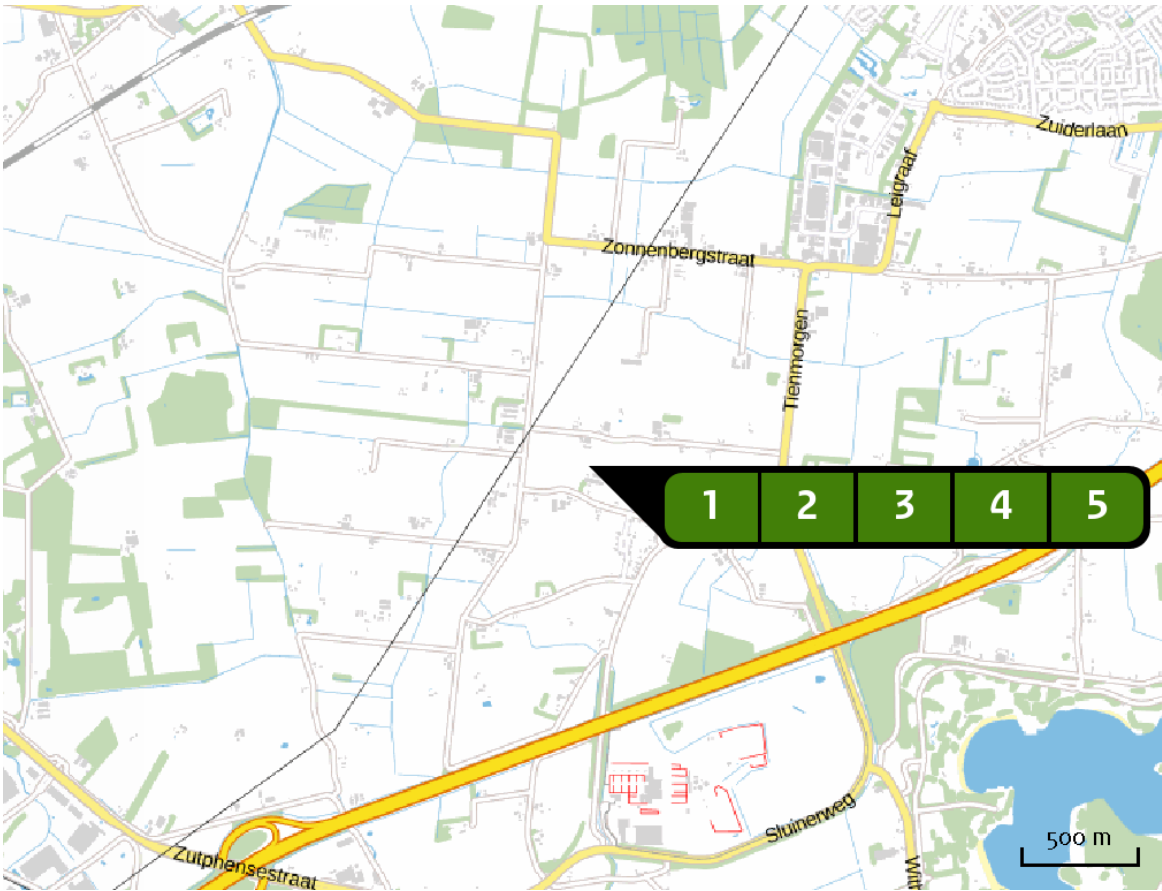 Zuiderlaan
Leigraaf
Zonnenbergstraat
Tienmorgen
1 2 3 4 5
Sluinerweg
500 m
Zutphensestraat